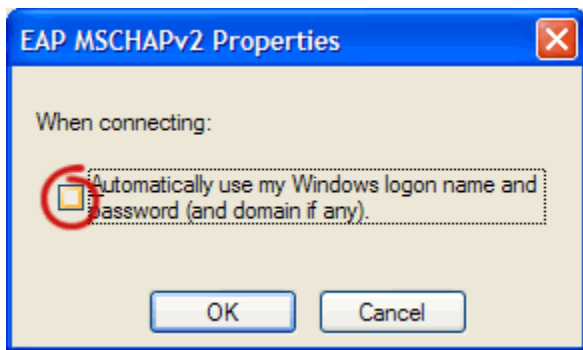 EAP MSCHAPv2 Properties
When connecting:
Automatically use my Windows logon name and
password (and domain if any).
OK
Cancel